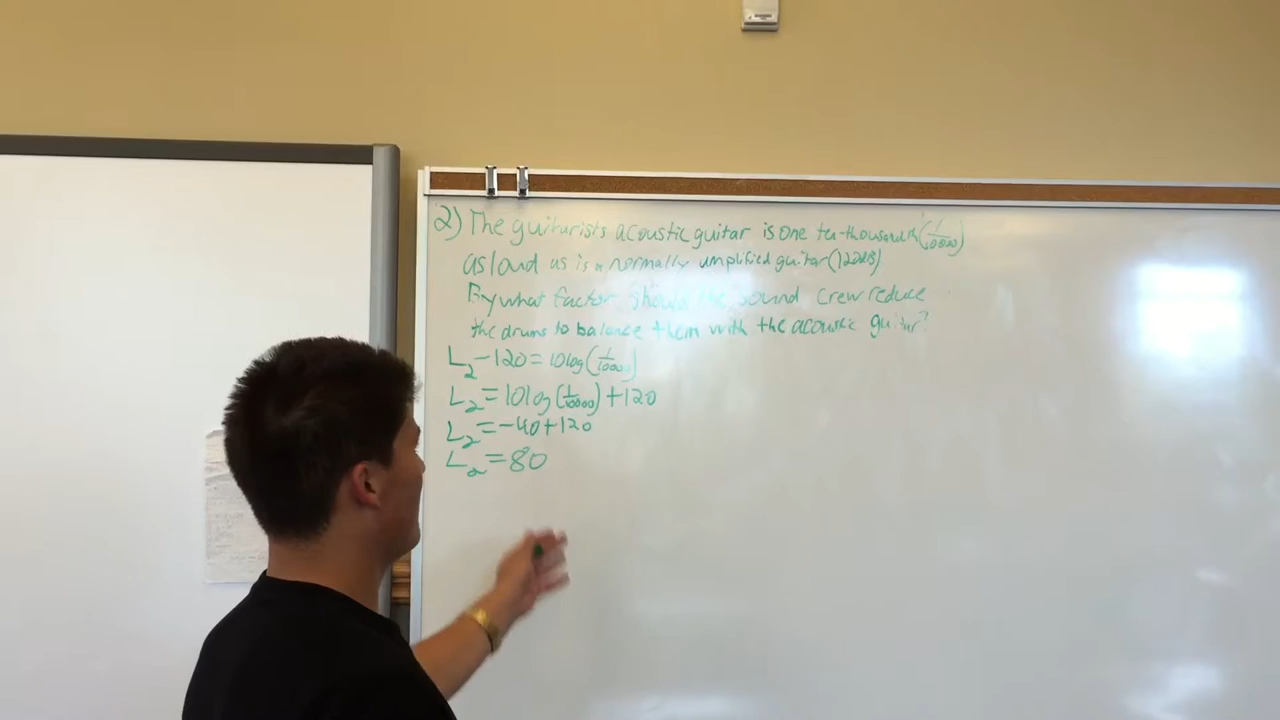 2) The guiturists acoustic guitar is one ten-thousandth (1/10000)
as loud as is a normally amplified guitar (120dB)
By what factor should the sound crew reduce
the drums to balance them with the acoustic guitar?
L₂-120=10log(1/10000)
L₂=10log(1/10000)+120
L₂=-40+120
L₂=80